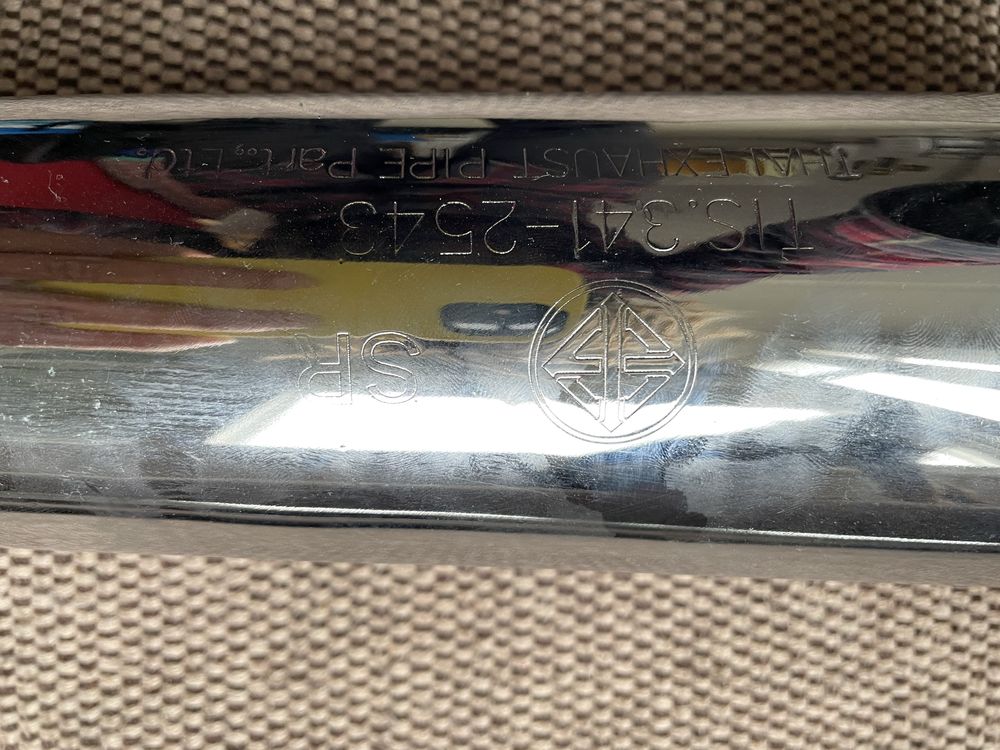 SR
TIS.341-2543
THAI EXHAUST PIPE Part.,Ltd.